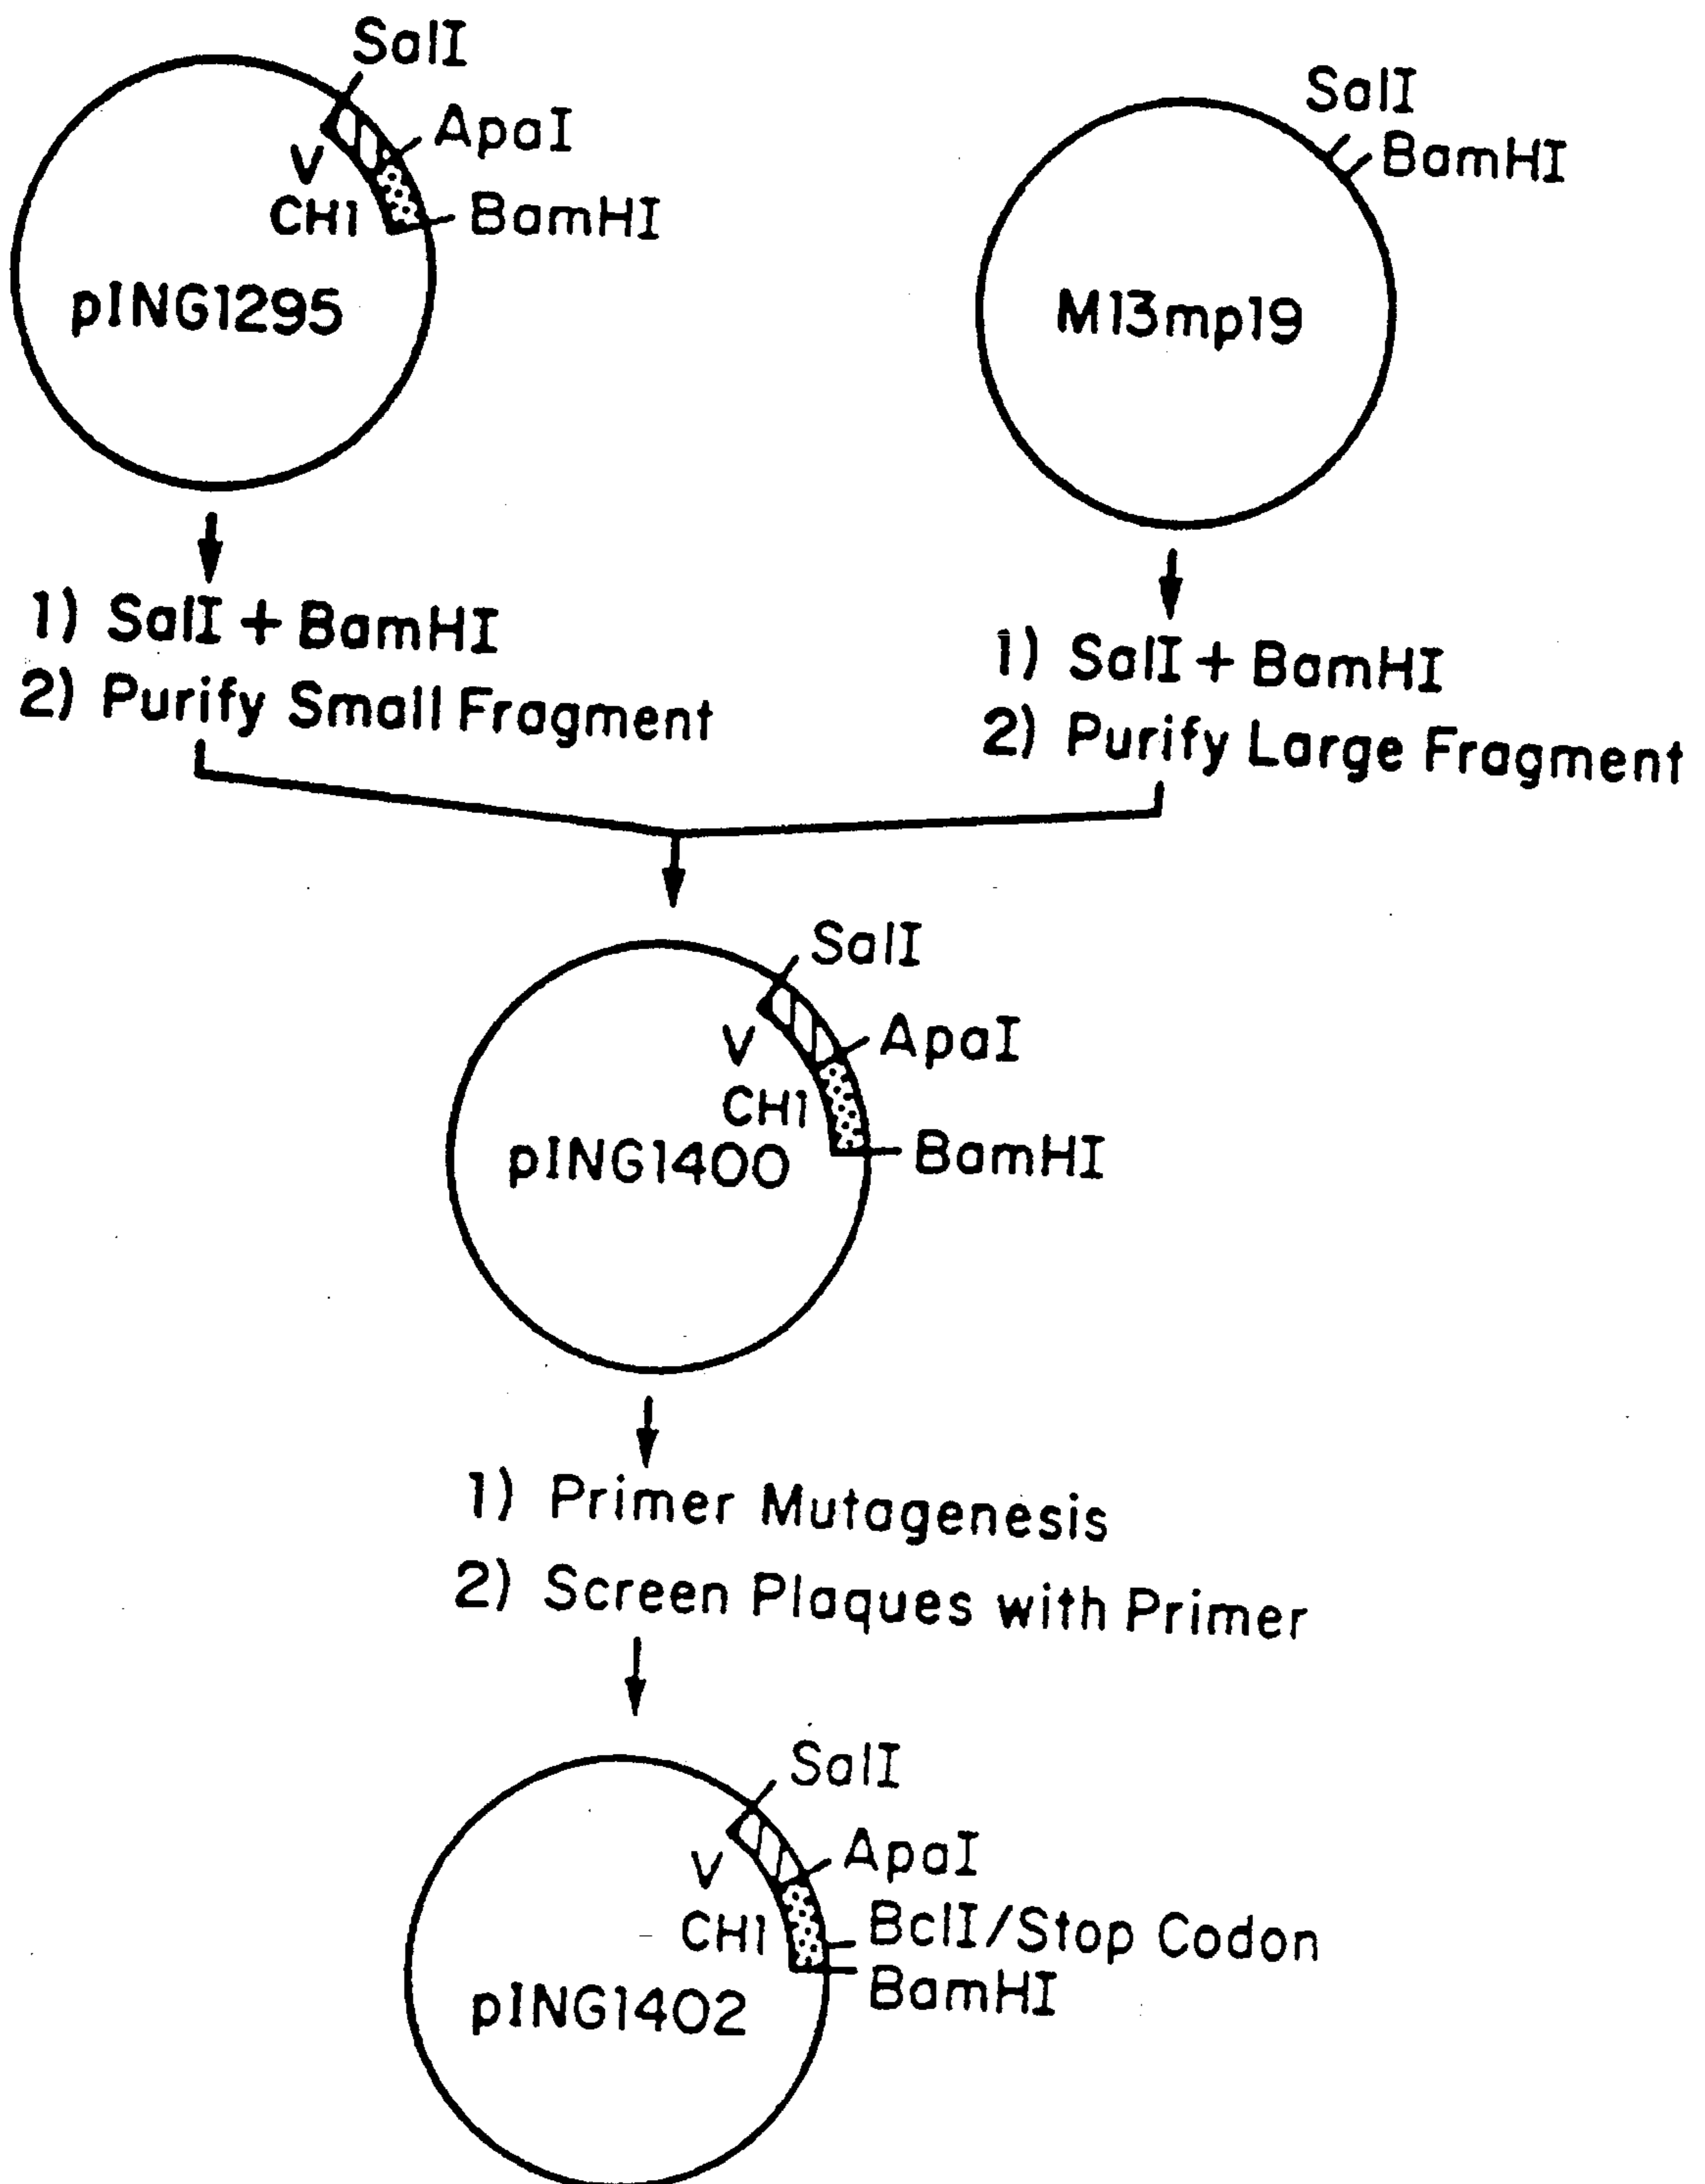 SalI
ApaI
V
CH1
BamHI
pING1295
SalI
BamHI
M13mp19
1) SalI + BamHI
2) Purify Small Fragment
1) SalI + BamHI
2) Purify Large Fragment
SalI
ApaI
V
CH1
BamHI
pING1400
1) Primer Mutagenesis
2) Screen Plaques with Primer
SalI
ApaI
V
BclI/Stop Codon
CH1
BamHI
pING1402